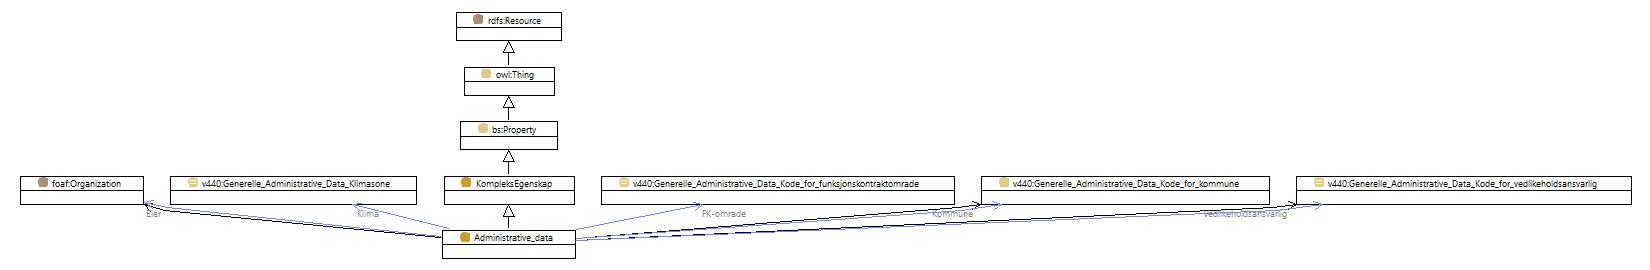 rdfs:Resource
owl:Thing
bs:Property
foaf:Organization
v440:Generelle_Administrative_Data_Klimasone
KompleksEgenskap
v440:Generelle_Administrative_Data_Kode_for_funksjonskontraktomrade
v440:Generelle_Administrative_Data_Kode_for_kommune
v440:Generelle_Administrative_Data_Kode_for_vedlikeholdsansvarlig
Eier
Klima
FK-omrade
Kommune
Vedlikeholdsansvarlig
Administrative_data